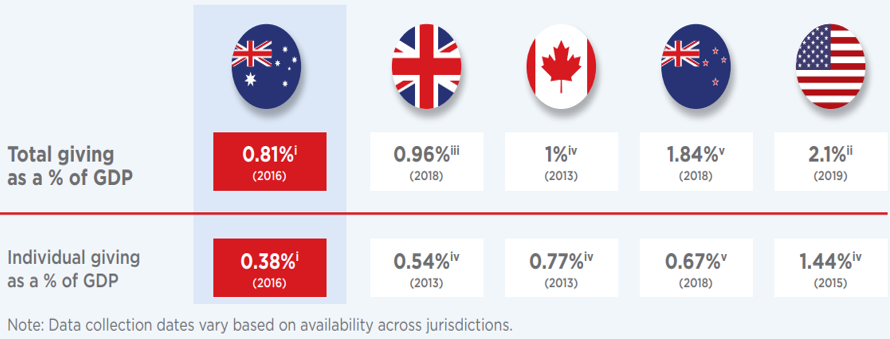 Total giving
as a % of GDP
0.81%i
(2016)
0.96%iii
(2018)
1%iv
(2013)
1.84%v
(2018)
2.1%ii
(2019)
Individual giving
as a % of GDP
0.38%i
(2016)
0.54%iv
(2013)
0.77%iv
(2013)
0.67%v
(2018)
1.44%iv
(2015)
Note: Data collection dates vary based on availability across jurisdictions.